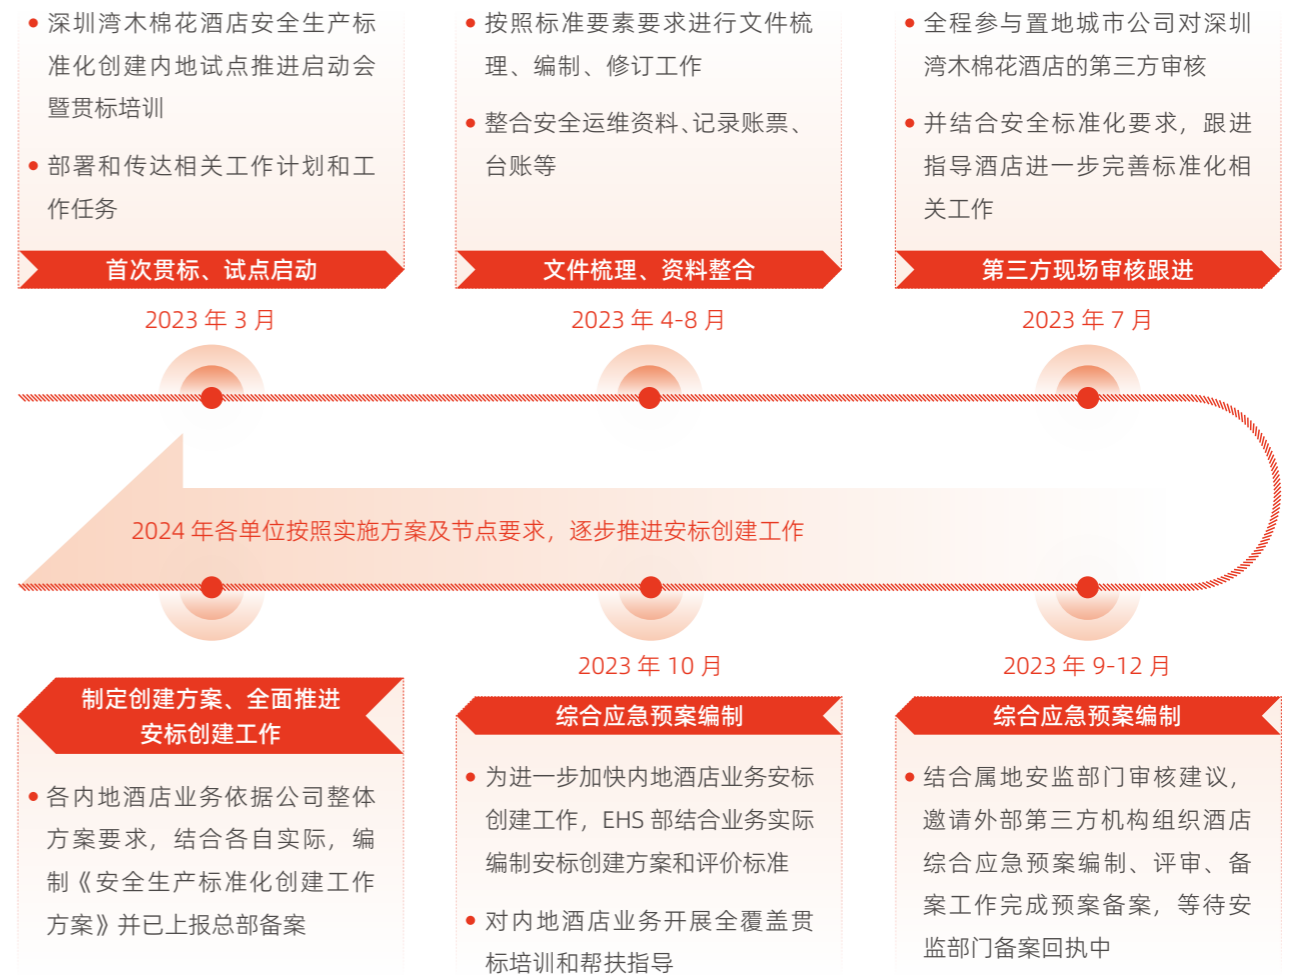 深圳湾木棉花酒店安全生产标
准化创建内地试点推进启动会
暨贯标培训
部署和传达相关工作计划和工
作任务
首次贯标、试点启动
2023 年 3 月
按照标准要素要求进行文件梳
理、编制、修订工作
整合安全运维资料、记录账票、
台账等
文件梳理、资料整合
2023 年 4-8 月
全程参与置地城市公司对深圳
湾木棉花酒店的第三方审核
并结合安全标准化要求，跟进
指导酒店进一步完善标准化相
关工作
第三方现场审核跟进
2023 年 7 月
2024 年各单位按照实施方案及节点要求，逐步推进安标创建工作
2023 年 9-12 月
综合应急预案编制
结合属地安监部门审核建议，
邀请外部第三方机构组织酒店
综合应急预案编制、评审、备
案工作完成预案备案，等待安
监部门备案回执中
2023 年 10 月
综合应急预案编制
为进一步加快内地酒店业务安标
创建工作，EHS 部结合业务实际
编制安标创建方案和评价标准
对内地酒店业务开展全覆盖贯
标培训和帮扶指导
制定创建方案、全面推进
安标创建工作
各内地酒店业务依据公司整体
方案要求，结合各自实际，编
制《安全生产标准化创建工作
方案》并已上报总部备案